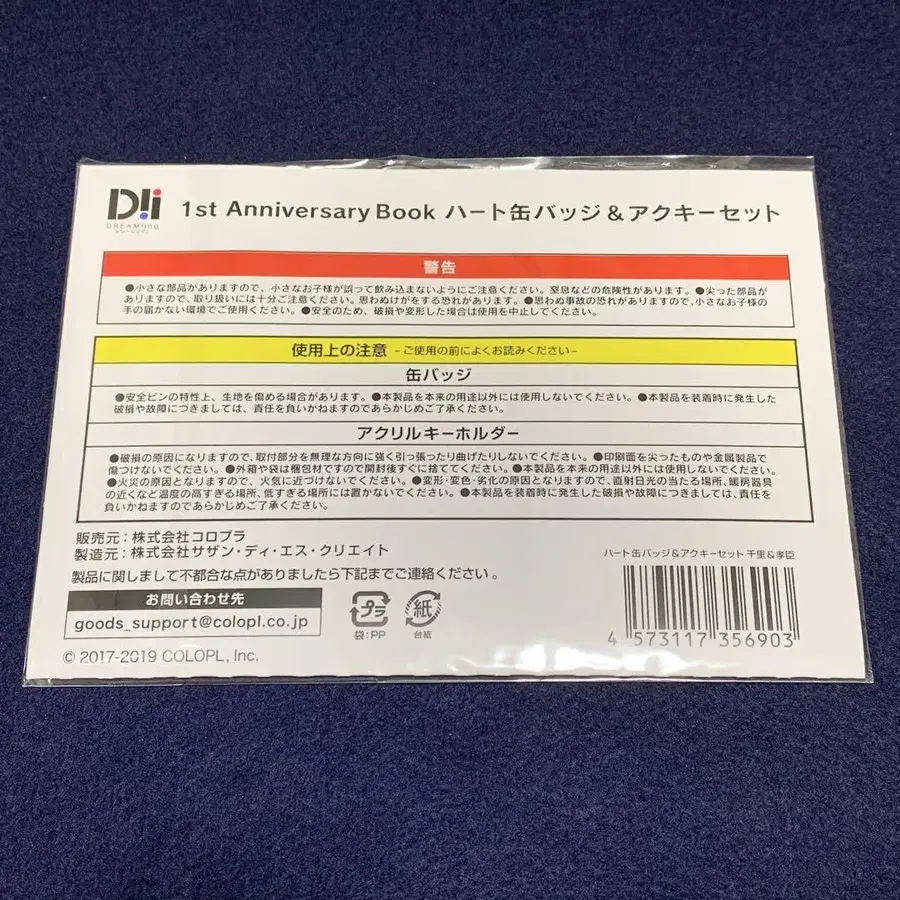 D!i
DREAM!ing
1st Anniversary Book ハート缶バッジ&アクキーセット
警告
●小さな部品がありますので、小さなお子様が誤って飲み込まないようにご注意ください。窒息などの危険性があります。●尖った部品が
ありますので、取り扱いには十分ご注意ください。思わぬけがをする恐れがあります。●思わぬ事故の恐れがありますので、小さなお子様の
手の届かない環境でご使用ください。●安全のため、破損や変形した場合は使用を中止してください。
使用上の注意 -ご使用の前によくお読みください-
缶バッジ
●安全ピンの特性上、生地を傷める場合があります。●本製品を本来の用途以外には使用しないでください。●本製品を装着時に発生した
破損や故障につきましては、責任を負いかねますのであらかじめご了承ください。
アクリルキーホルダー
●破損の原因になりますので、取付部分を無理な方向に強く引っ張ったり曲げたりしないでください。●印刷面を尖ったものや金属製品で
傷つけないでください。●外箱や袋は梱包材ですので開封後すぐに捨ててください。●本製品を本来の用途以外には使用しないでください。
●火災の原因となりますので、火気に近づけないでください。●変形・変色・劣化の原因となりますので、直射日光の当たる場所、暖房器具
の近くなど温度の高すぎる場所、低すぎる場所には置かないでください。●本製品を装着時に発生した破損や故障につきましては、責任を
負いかねますのであらかじめご了承ください。
販売元:株式会社コロプラ
製造元:株式会社サザン・ディ・エス・クリエイト
製品に関しまして不都合な点がありましたら下記までご連絡ください。
お問い合わせ先
goods_support@colopl.co.jp
© 2017-2019 COLOPL, Inc.
プラ
袋:PP
紙
台紙
ハート缶バッジ&アクキーセット 千里&孝臣
4 573117 356903